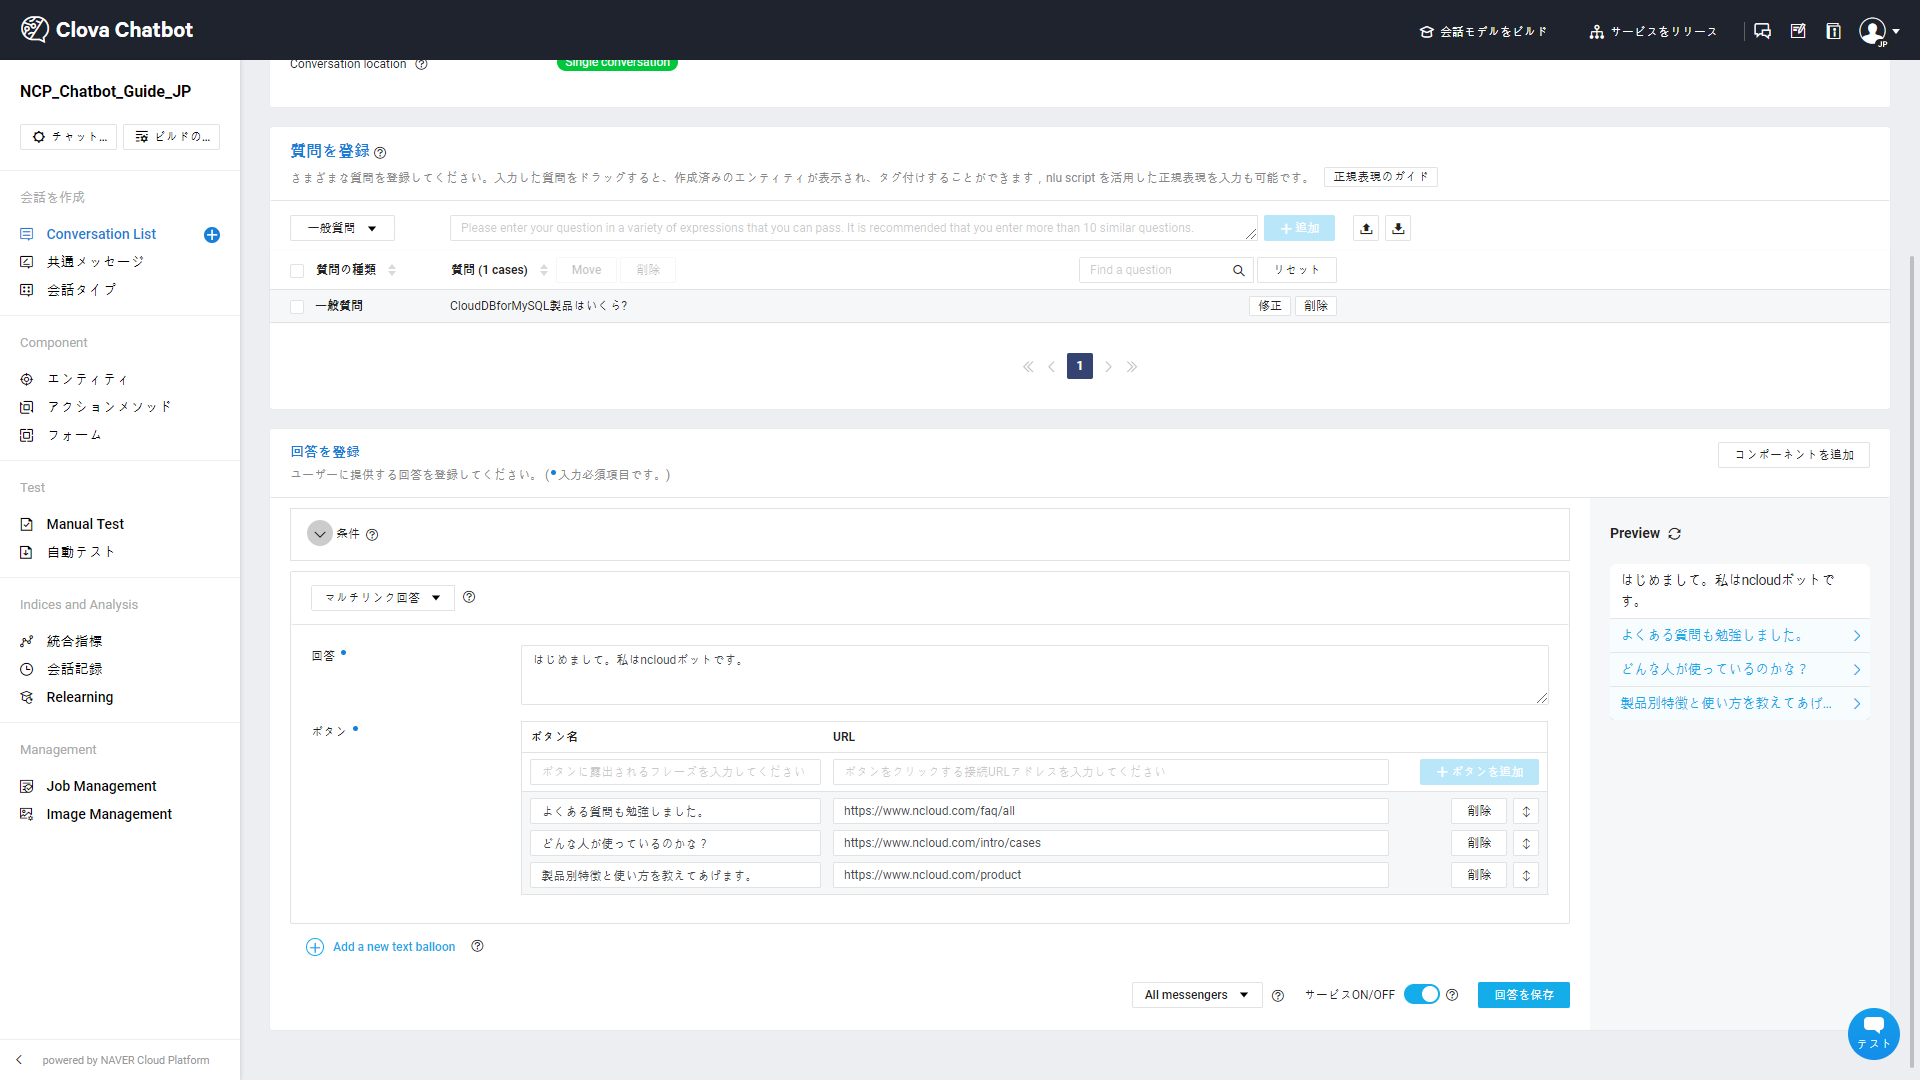 Clova Chatbot
会話モデルをビルド
サービスをリリース
JP
NCP_Chatbot_Guide_JP
チャット...
ビルドの...
会話を作成
Conversation List
共通メッセージ
会話タイプ
Component
エンティティ
アクションメソッド
フォーム
Test
Manual Test
自動テスト
Indices and Analysis
統合指標
会話記録
Relearning
Management
Job Management
Image Management
powered by NAVER Cloud Platform
Conversation location
Single conversation
質問を登録
さまざまな質問を登録してください。入力した質問をドラッグすると、作成済みのエンティティが表示され、タグ付けすることができます , nlu script を活用した正規表現を入力も可能です。
正規表現のガイド
一般質問
Please enter your question in a variety of expressions that you can pass. It is recommended that you enter more than 10 similar questions.
追加
質問の種類
質問 (1 cases)
Move
削除
Find a question
リセット
一般質問
CloudDBforMySQL製品はいくら?
修正
削除
1
回答を登録
ユーザーに提供する回答を登録してください。 (•入力必須項目です。)
コンポーネントを追加
条件
マルチリンク回答
回答
はじめまして。私はncloudボットです。
ボタン
ボタン名
URL
ボタンに露出されるフレーズを入力してください
ボタンをクリックする接続URLアドレスを入力してください
ボタンを追加
よくある質問も勉強しました。
https://www.ncloud.com/faq/all
削除
どんな人が使っているのかな？
https://www.ncloud.com/intro/cases
削除
製品別特徴と使い方を教えてあげます。
https://www.ncloud.com/product
削除
Add a new text balloon
All messengers
サービスON/OFF
回答を保存
Preview
はじめまして。私はncloudボットで
す。
よくある質問も勉強しました。
どんな人が使っているのかな？
製品別特徴と使い方を教えてあげ...
テスト